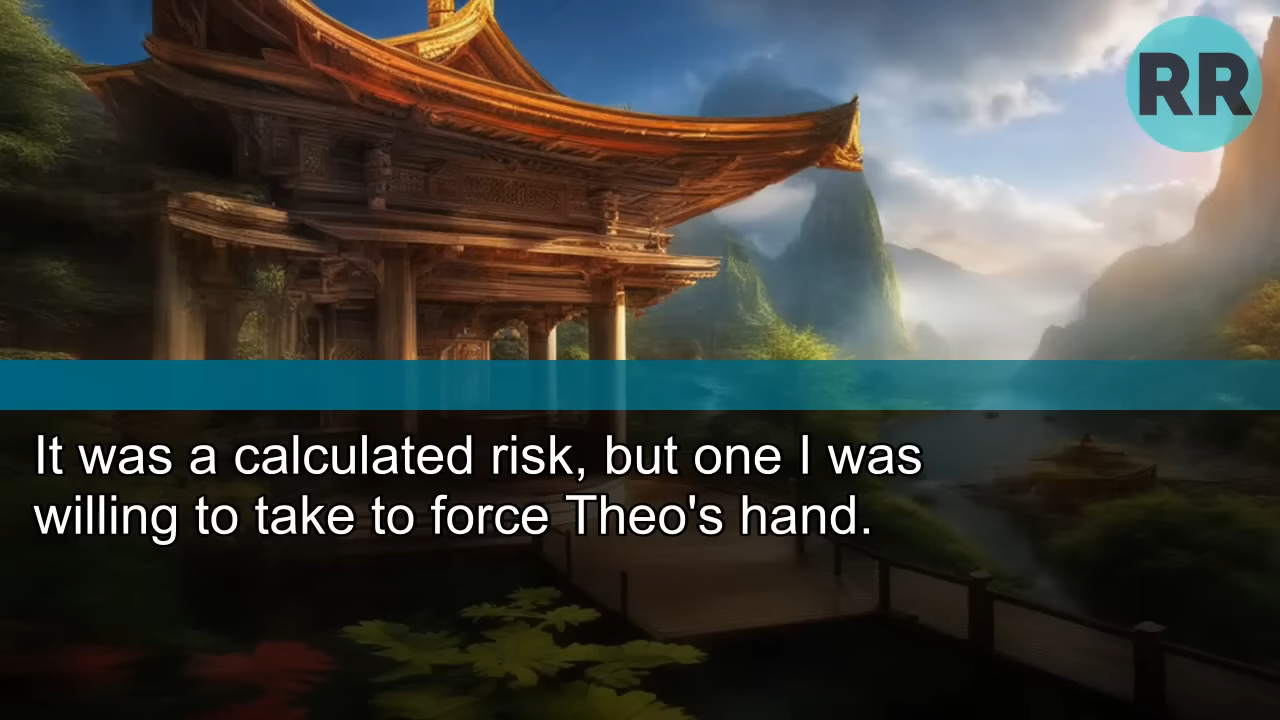 RR
It was a calculated risk, but one I was
willing to take to force Theo's hand.